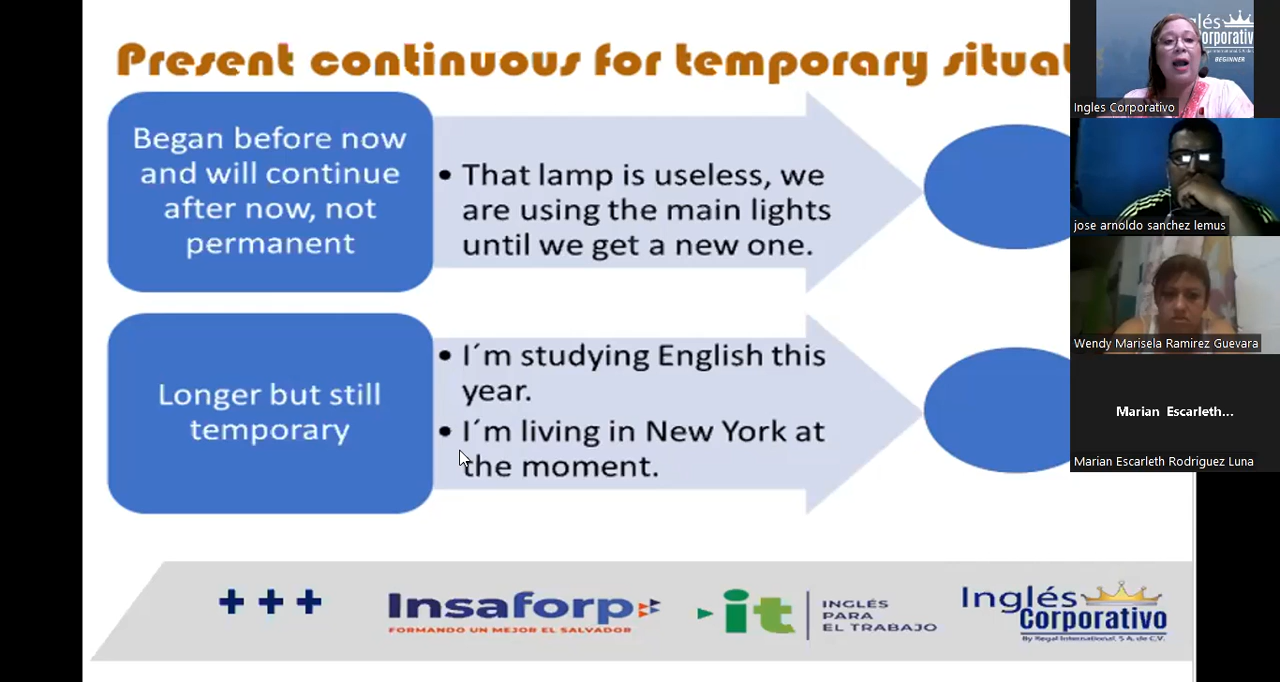 Present continuous for temporary situat
Began before now
and will continue
after now, not
permanent
• That lamp is useless, we
are using the main lights
until we get a new one.
Longer but still
temporary
• I´m studying English this
year.
• I´m living in New York at
the moment.
+++
Insaforp
FORMANDO UN MEJOR EL SALVADOR
it
INGLÉS
PARA
EL TRABAJO
Inglés
Corporativo
By Regal International, S.A. de C.V.
glés
orporativo
BEGINNER
Ingles Corporativo
jose arnoldo sanchez lemus
Wendy Marisela Ramirez Guevara
Marian Escarleth...
Marian Escarleth Rodriguez Luna